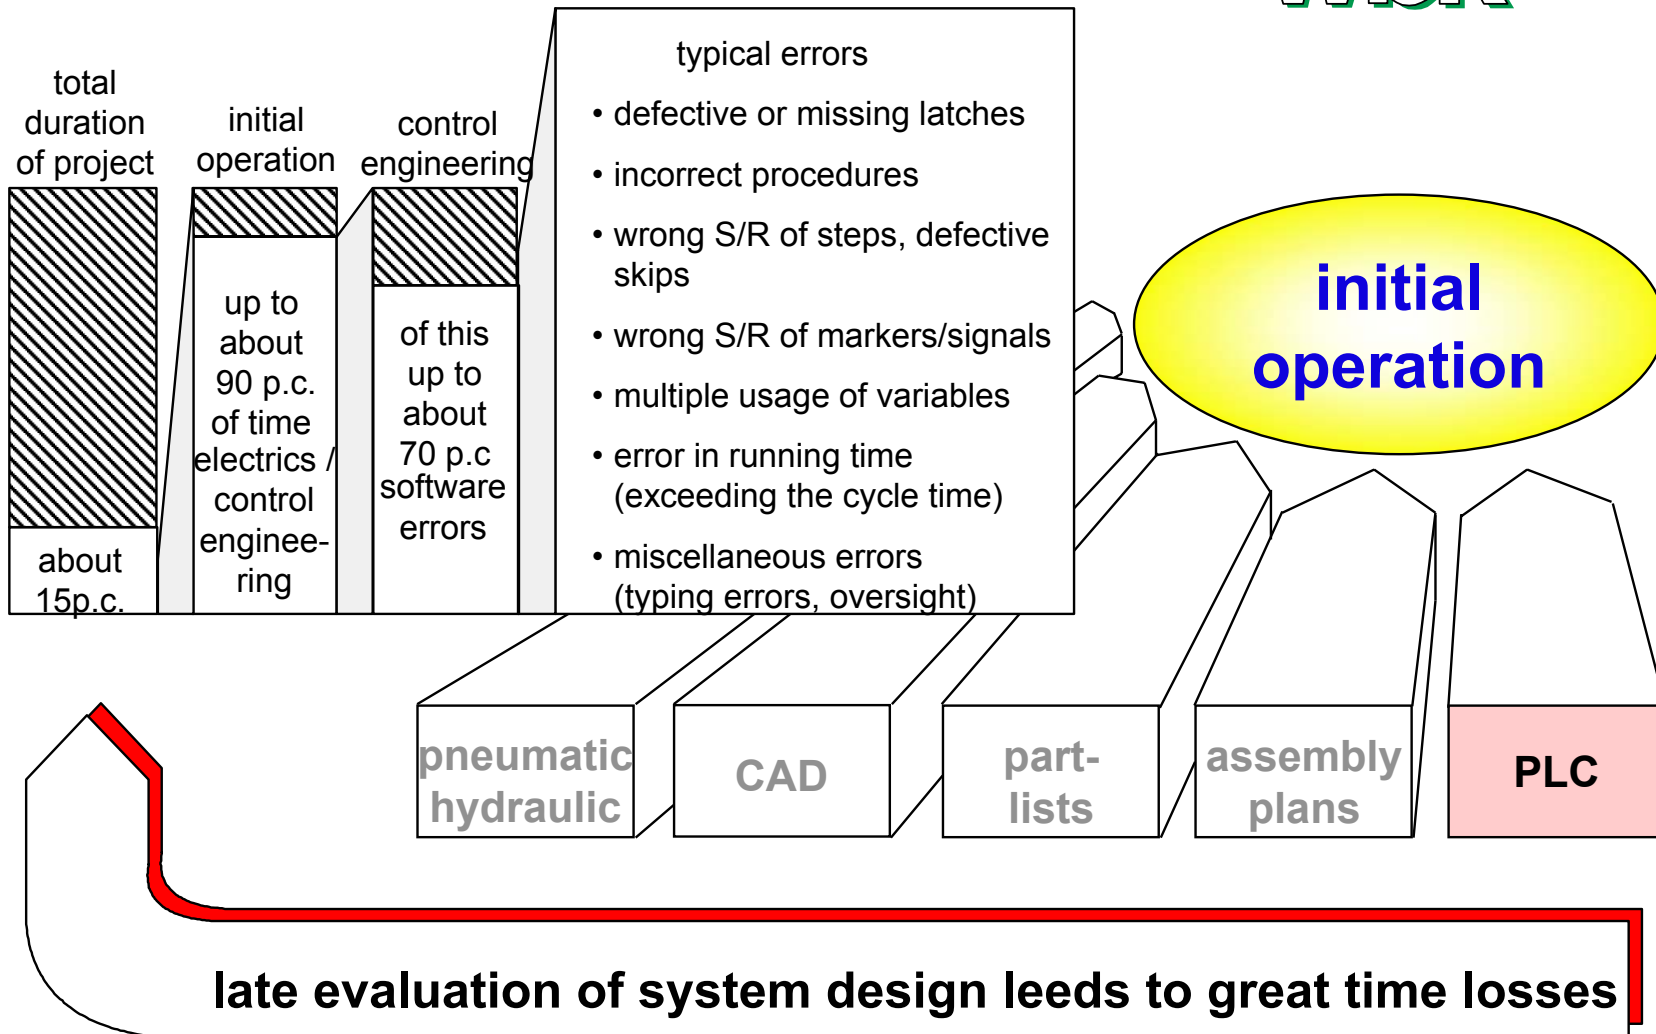 total
duration
of project
initial
operation
control
engineering
about
15p.c.
up to
about
90 p.c.
of time
electrics /
control
enginee-
ring
of this
up to
about
70 p.c
software
errors
typical errors
• defective or missing latches
• incorrect procedures
• wrong S/R of steps, defective
skips
• wrong S/R of markers/signals
• multiple usage of variables
• error in running time
(exceeding the cycle time)
• miscellaneous errors
(typing errors, oversight)
initial
operation
pneumatic
hydraulic
CAD
part-
lists
assembly
plans
PLC
late evaluation of system design leeds to great time losses